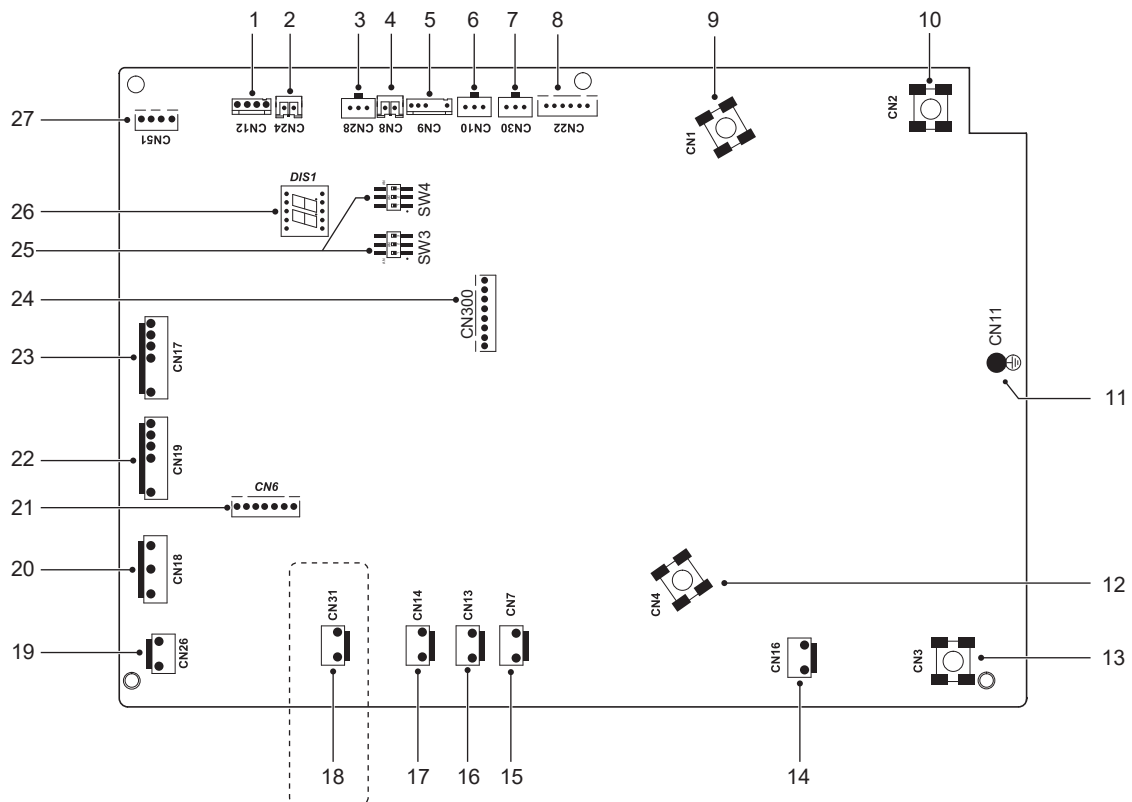 1 2 3 4 5 6 7 8 9 10
CN12 CN24 CN28 CN8 CN9 CN10 CN30 CN22 CN1 CN2
27 CN51
DIS1
26 SW4
25 SW3
24 CN300
CN11
23 CN17
11
22 CN19
CN6
21
20 CN18
12 CN4
CN31 CN14 CN13 CN7
19 CN26 CN16 CN3 13
18 17 16 15 14